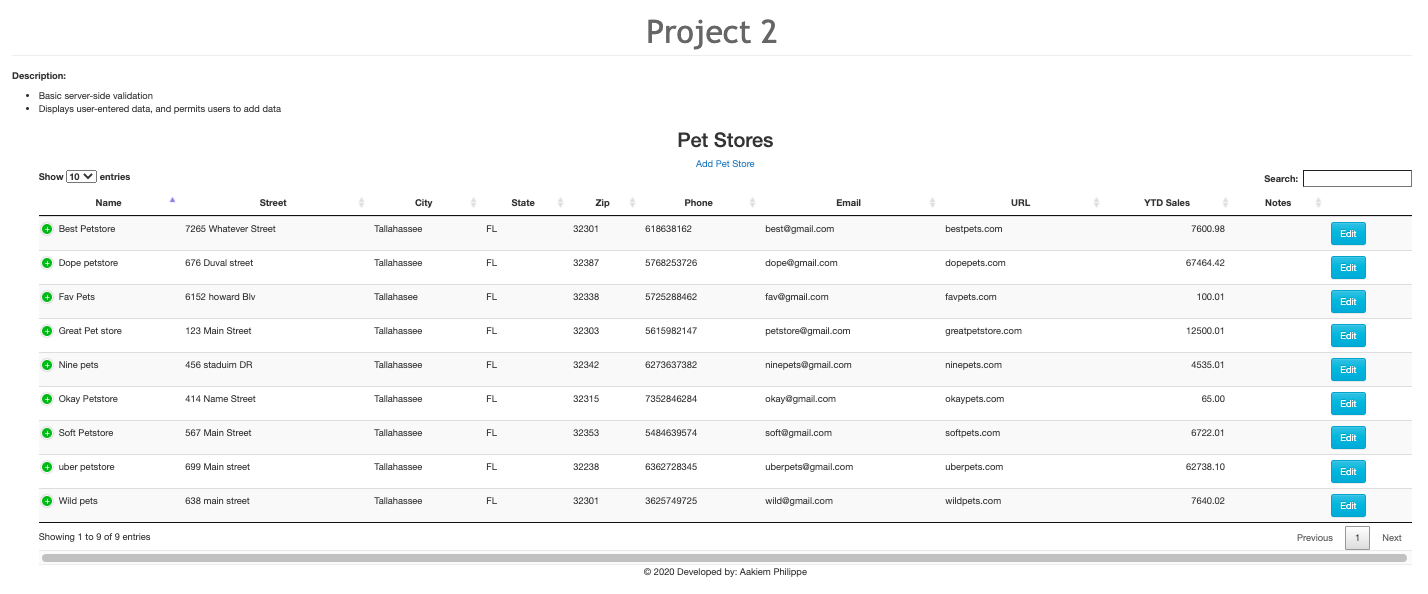 Project 2
Description:
Basic server-side validation
Displays user-entered data, and permits users to add data
Pet Stores
Add Pet Store
Show 10 entries Search:
Name Street City State Zip Phone Email URL YTD Sales Notes
Best Petstore 7265 Whatever Street Tallahassee FL 32301 618638162 best@gmail.com bestpets.com 7600.98 Edit
Dope petstore 676 Duval street Tallahassee FL 32387 5768253726 dope@gmail.com dopepets.com 67464.42 Edit
Fav Pets 6152 howard Blv Tallahasee FL 32338 5725288462 fav@gmail.com favpets.com 100.01 Edit
Great Pet store 123 Main Street Tallahassee FL 32303 5615982147 petstore@gmail.com greatpetstore.com 12500.01 Edit
Nine pets 456 staduim DR Tallahassee FL 32342 6273637382 ninepets@gmail.com ninepets.com 4535.01 Edit
Okay Petstore 414 Name Street Tallahassee FL 32315 7352846284 okay@gmail.com okaypets.com 65.00 Edit
Soft Petstore 567 Main Street Tallahassee FL 32353 5484639574 soft@gmail.com softpets.com 6722.01 Edit
uber petstore 699 Main street Tallahassee FL 32238 6362728345 uberpets@gmail.com uberpets.com 62738.10 Edit
Wild pets 638 main street Tallahassee FL 32301 3625749725 wild@gmail.com wildpets.com 7640.02 Edit
Showing 1 to 9 of 9 entries Previous 1 Next
© 2020 Developed by: Aakiem Philippe